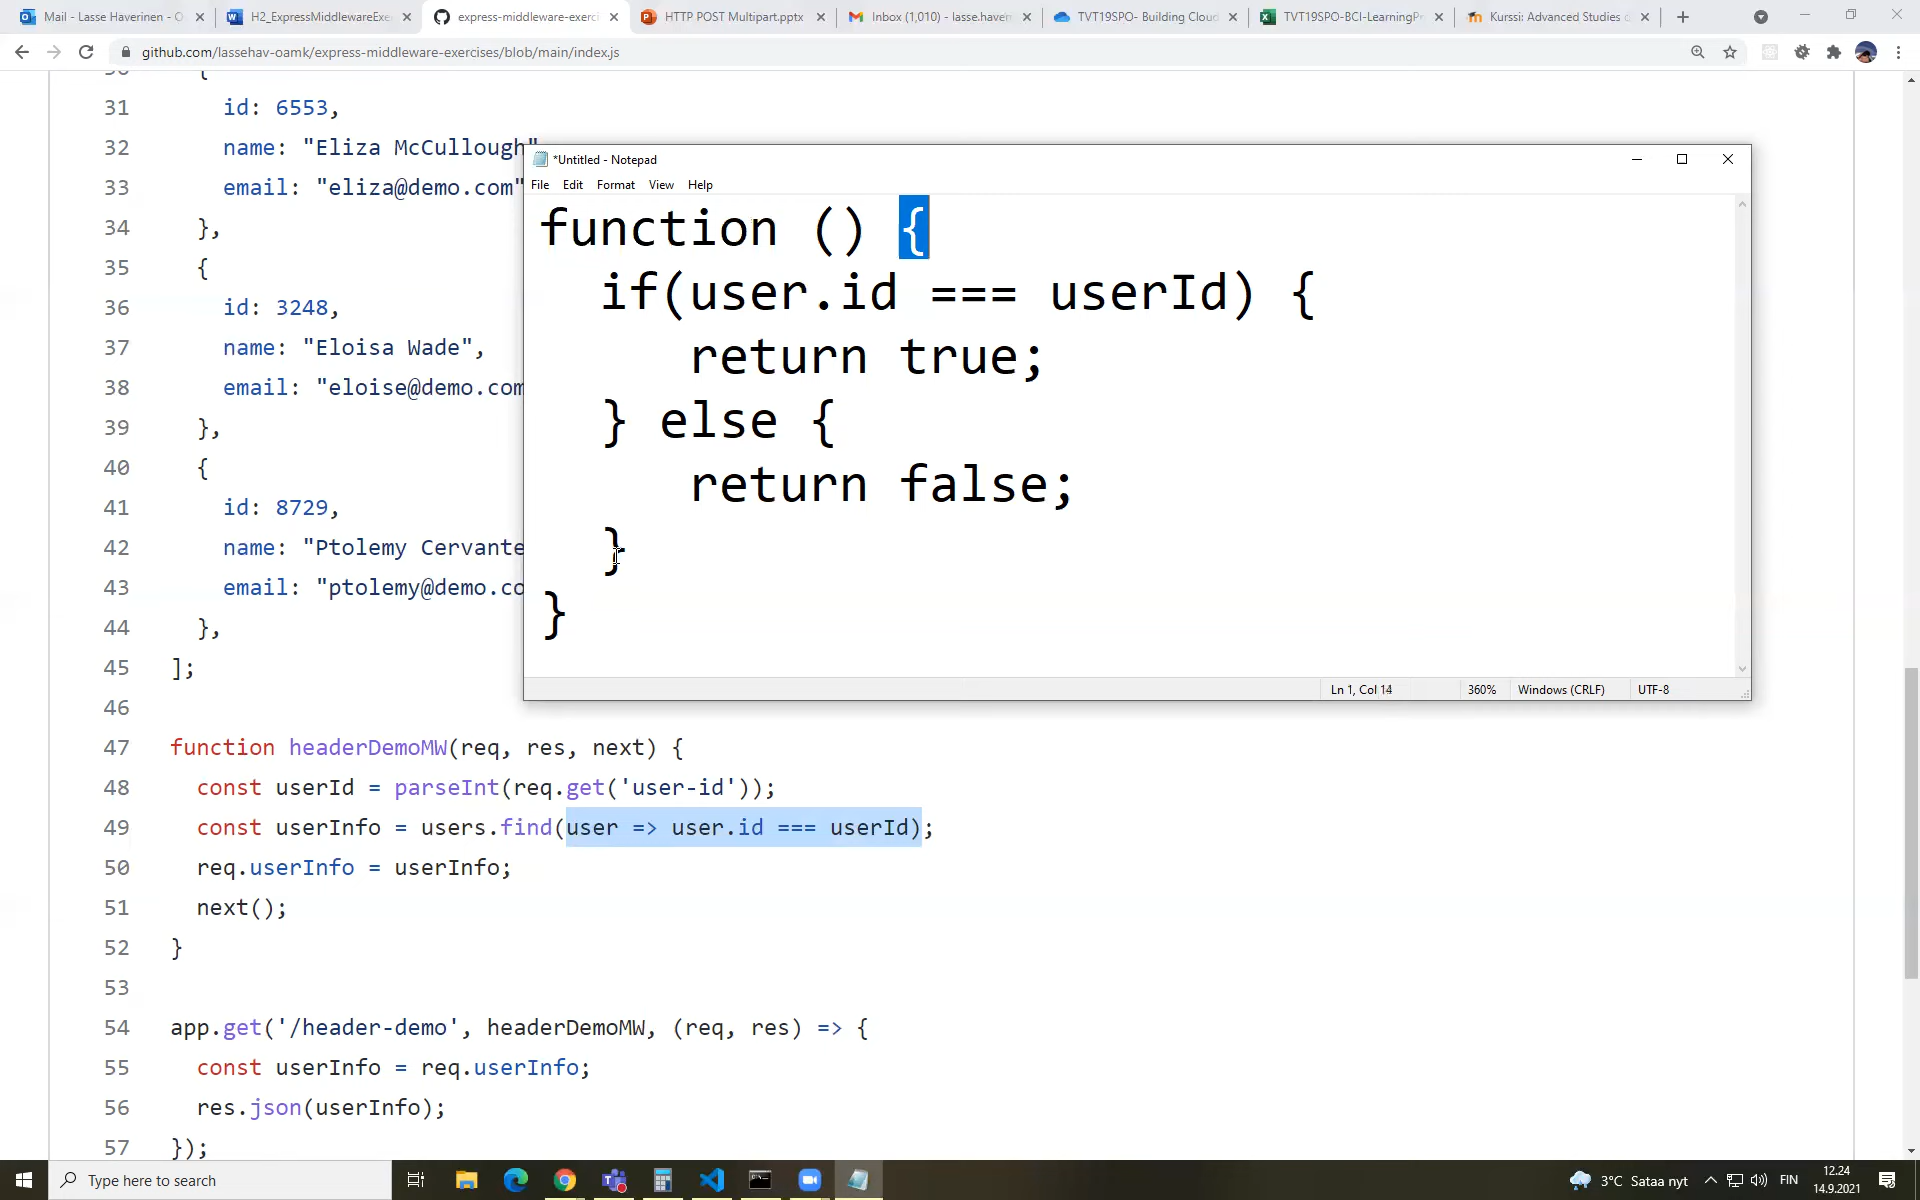 Mail - Lasse Haverinen - O
H2_ExpressMiddlewareExe
express-middleware-exerci
HTTP POST Multipart.pptx
Inbox (1,010) - lasse.haven
TVT19SPO- Building Cloud
TVT19SPO-BCI-LearningPr
Kurssi: Advanced Studies o
github.com/lassehav-oamk/express-middleware-exercises/blob/main/index.js
30 {
31 id: 6553,
32 name: "Eliza McCullough"
33 email: "eliza@demo.com"
34 },
35 {
36 id: 3248,
37 name: "Eloisa Wade",
38 email: "eloise@demo.com
39 },
40 {
41 id: 8729,
42 name: "Ptolemy Cervante
43 email: "ptolemy@demo.co
44 },
45 ];
46
47 function headerDemoMW(req, res, next) {
48 const userId = parseInt(req.get('user-id'));
49 const userInfo = users.find(user => user.id === userId);
50 req.userInfo = userInfo;
51 next();
52 }
53
54 app.get('/header-demo', headerDemoMW, (req, res) => {
55 const userInfo = req.userInfo;
56 res.json(userInfo);
57 });
*Untitled - Notepad
File Edit Format View Help
function () {
if(user.id === userId) {
return true;
} else {
return false;
}
}
Ln 1, Col 14
360%
Windows (CRLF)
UTF-8
Type here to search
3°C Sataa nyt
FIN
12.24
14.9.2021